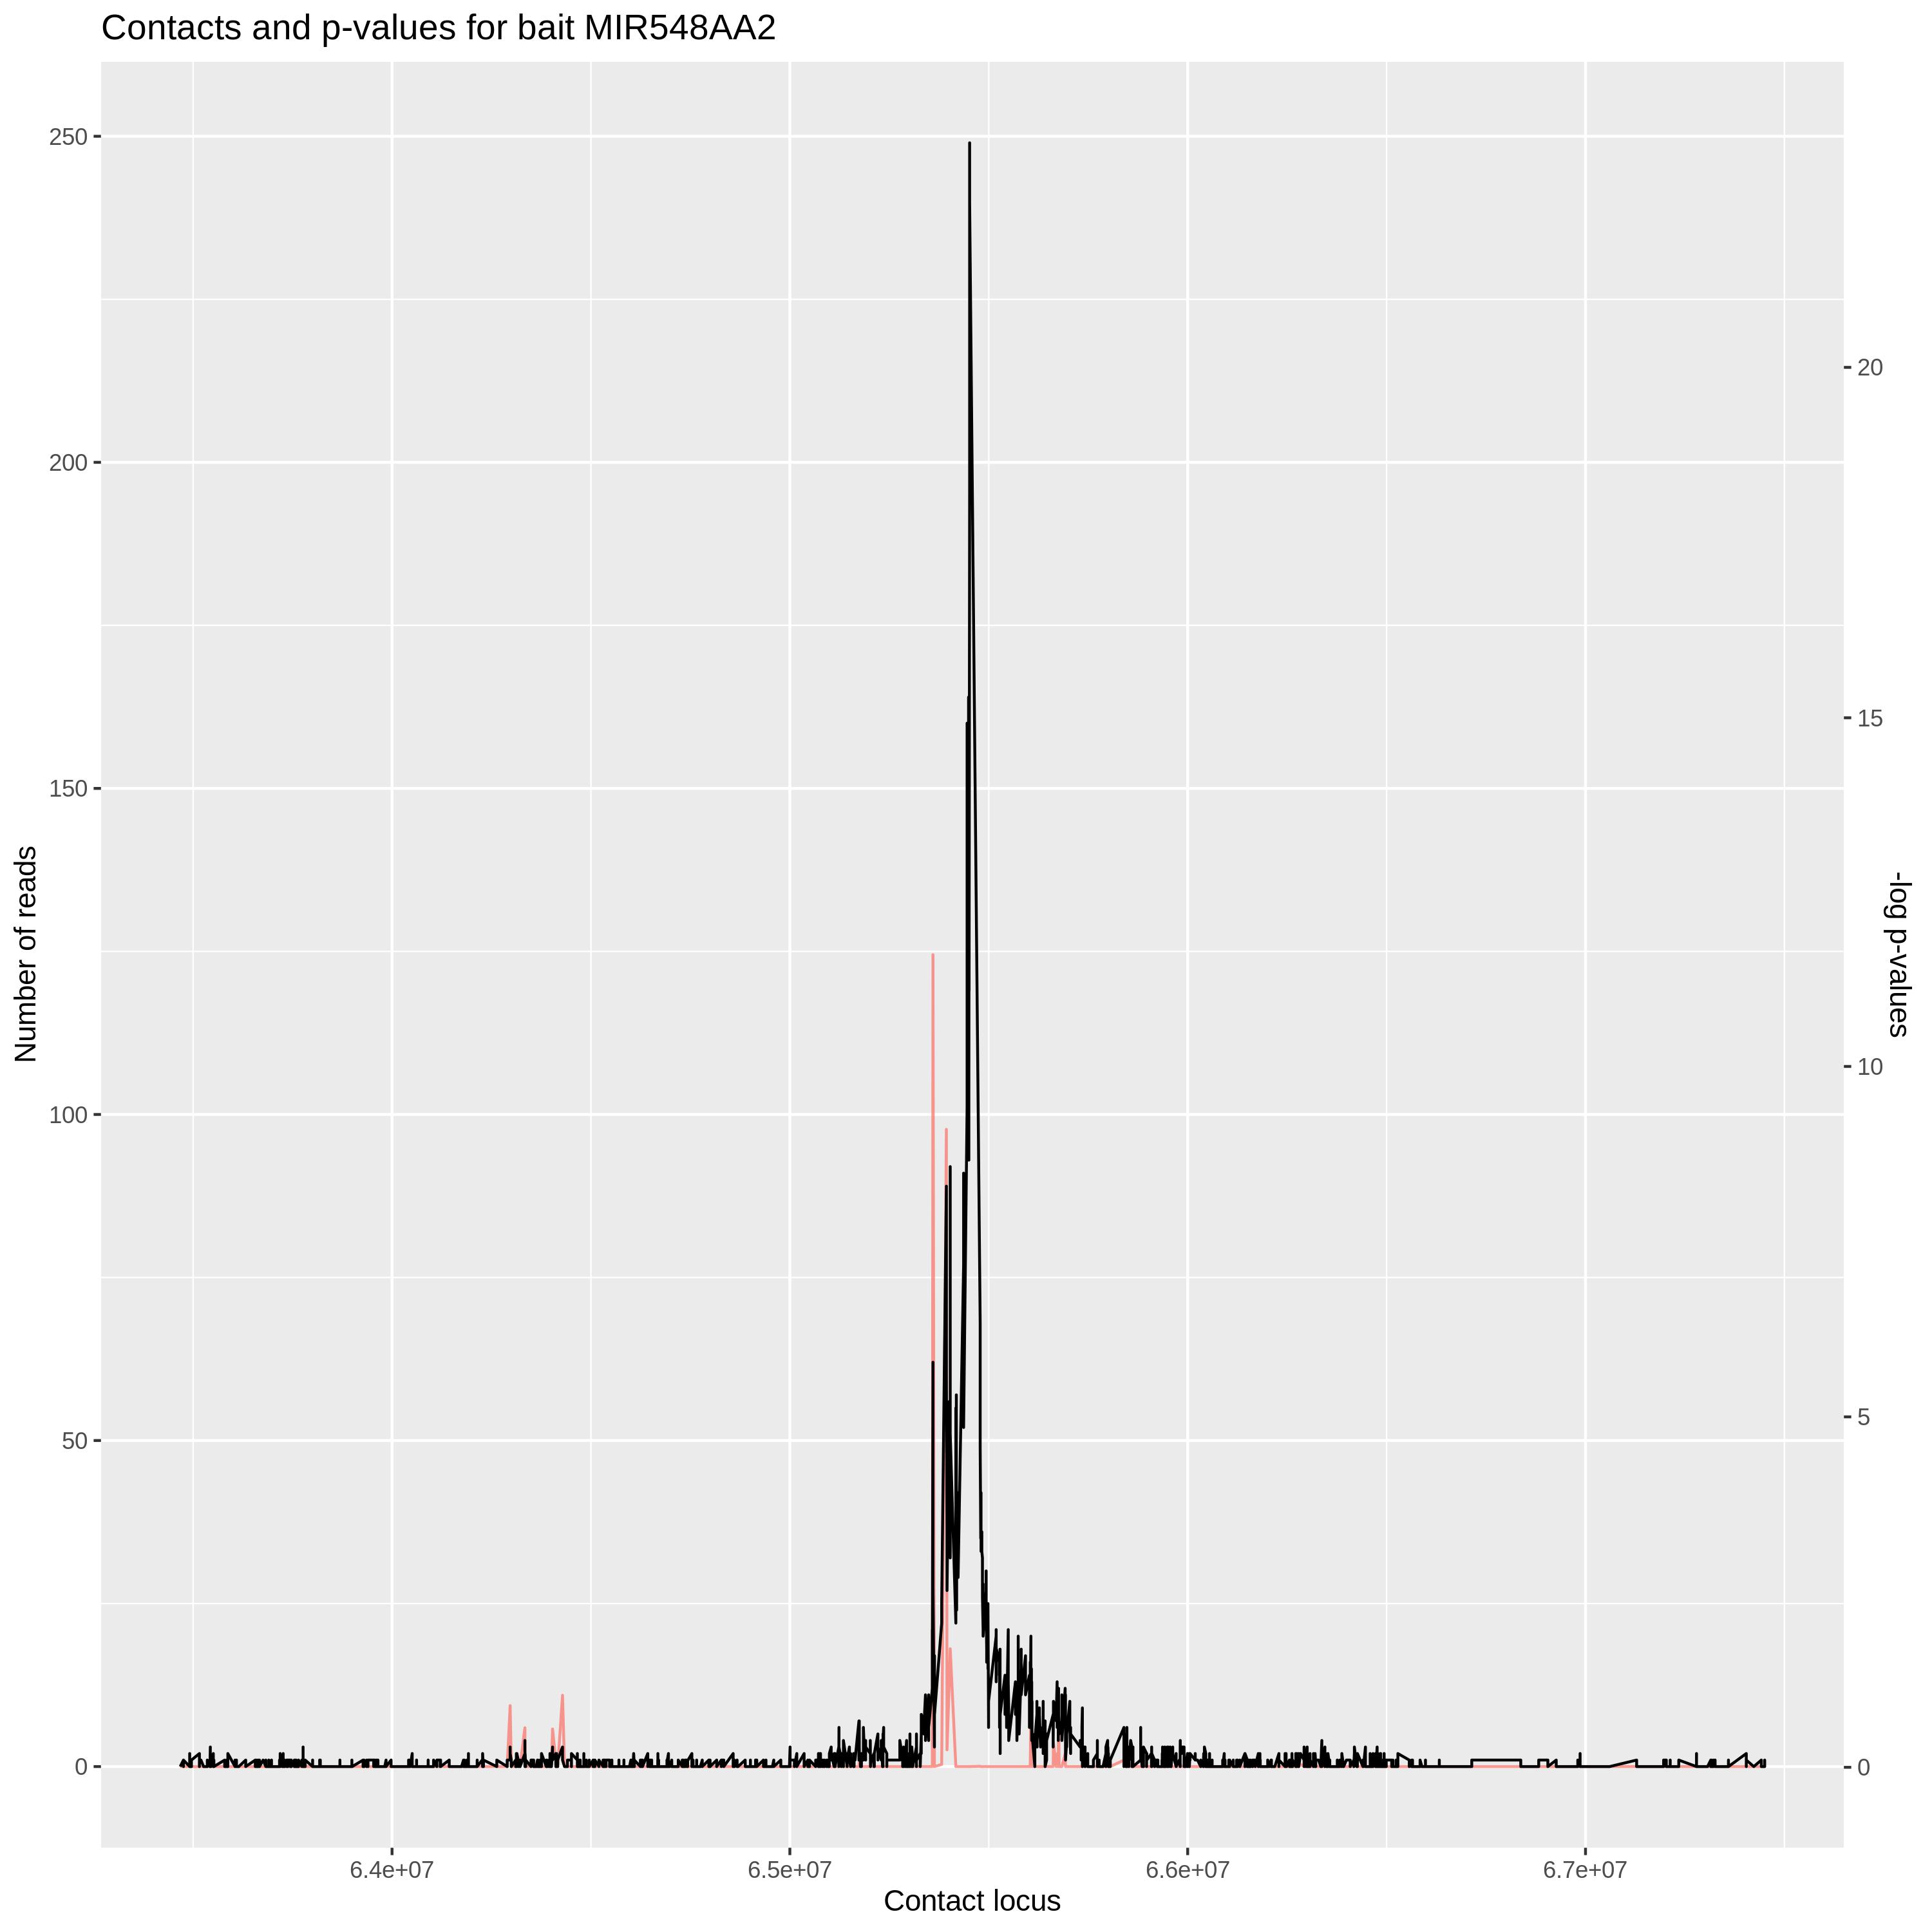 Contacts and p-values for bait MIR548AA2
250
200
150
100
50
0
Number of reads
20
15
10
5
0
-log p-values
6.4e+07
6.5e+07
6.6e+07
6.7e+07
Contact locus